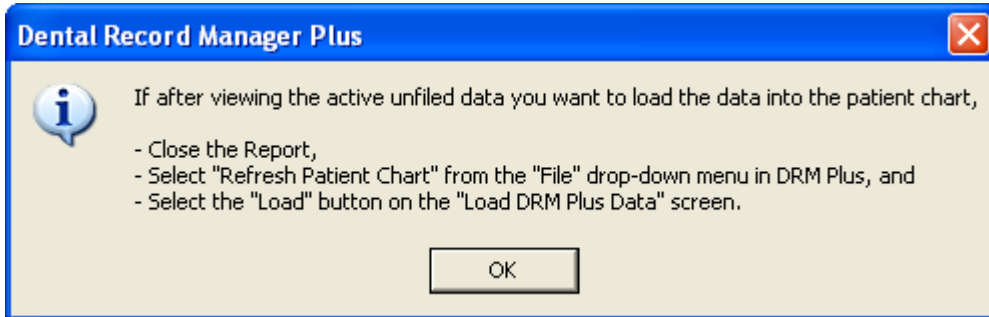 Dental Record Manager Plus
If after viewing the active unfiled data you want to load the data into the patient chart,
- Close the Report,
- Select "Refresh Patient Chart" from the "File" drop-down menu in DRM Plus, and
- Select the "Load" button on the "Load DRM Plus Data" screen.
OK